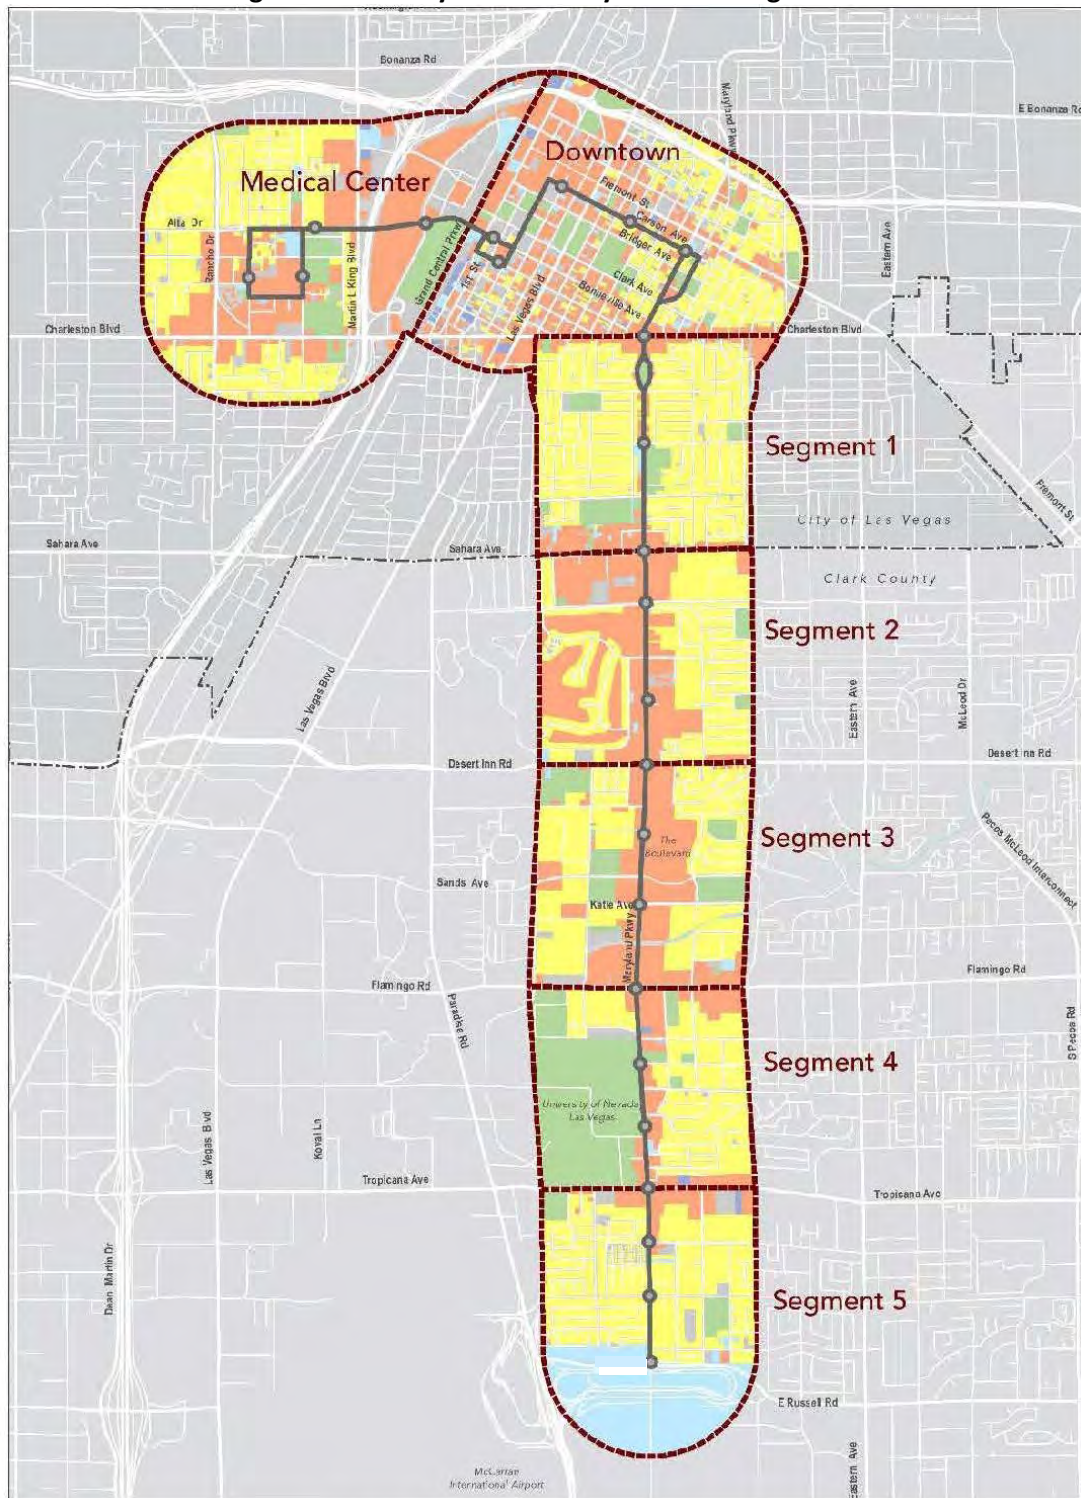 Bonanza Rd
Maryland Pkwy
E Bonanza Rd
Downtown
Medical Center
Fremont St
Carson Ave
Bridger Ave
Alta Dr
Rancho Dr
Grand Central Pkwy
1st St
Clark Ave
Bonneville Ave
Eastern Ave
Martin L King Blvd
Las Vegas Blvd
Charleston Blvd
Charleston Blvd
Segment 1
Fremont St
City of Las Vegas
Sahara Ave
Sahara Ave
Clark County
Segment 2
Las Vegas Blvd
Eastern Ave
McLeod Dr
Desert Inn Rd
Desert Inn Rd
Pecos McLeod Interconnect
The
Boulevard
Segment 3
Sands Ave
Katie Ave
Maryland Pkwy
Flamingo Rd
Flamingo Rd
Paradise Rd
S Pecos Rd
Segment 4
University of Nevada
Las Vegas
Las Vegas Blvd
Koval Ln
Tropicana Ave
Tropicana Ave
Dean Martin Dr
Segment 5
E Russell Rd
Eastern Ave
McCarran
International Airport